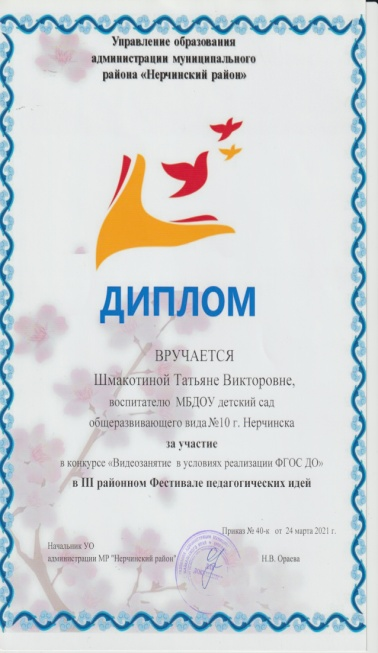 Управление образования
администрации муниципального
района «Нерчинский район»
ДИПЛОМ
ВРУЧАЕТСЯ
Шмакотиной Татьяне Викторовне,
воспитателю МБДОУ детский сад
общеразвивающего вида №10 г. Нерчинска
за участие
в конкурсе «Видеозанятие в условиях реализации ФГОС ДО»
в III районном Фестивале педагогических идей
Приказ № 40-к от 24 марта 2021 г.
Начальник УО
администрации МР "Нерчинский район" Н.В. Ораева